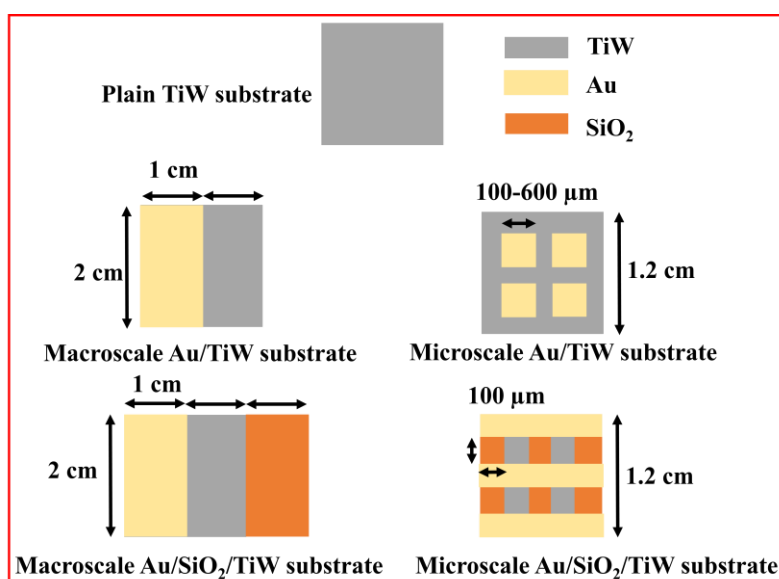 Plain TiW substrate
TiW
Au
SiO₂
1 cm
2 cm
Macroscale Au/TiW substrate
100-600 µm
1.2 cm
Microscale Au/TiW substrate
1 cm
2 cm
Macroscale Au/SiO₂/TiW substrate
100 µm
1.2 cm
Microscale Au/SiO₂/TiW substrate